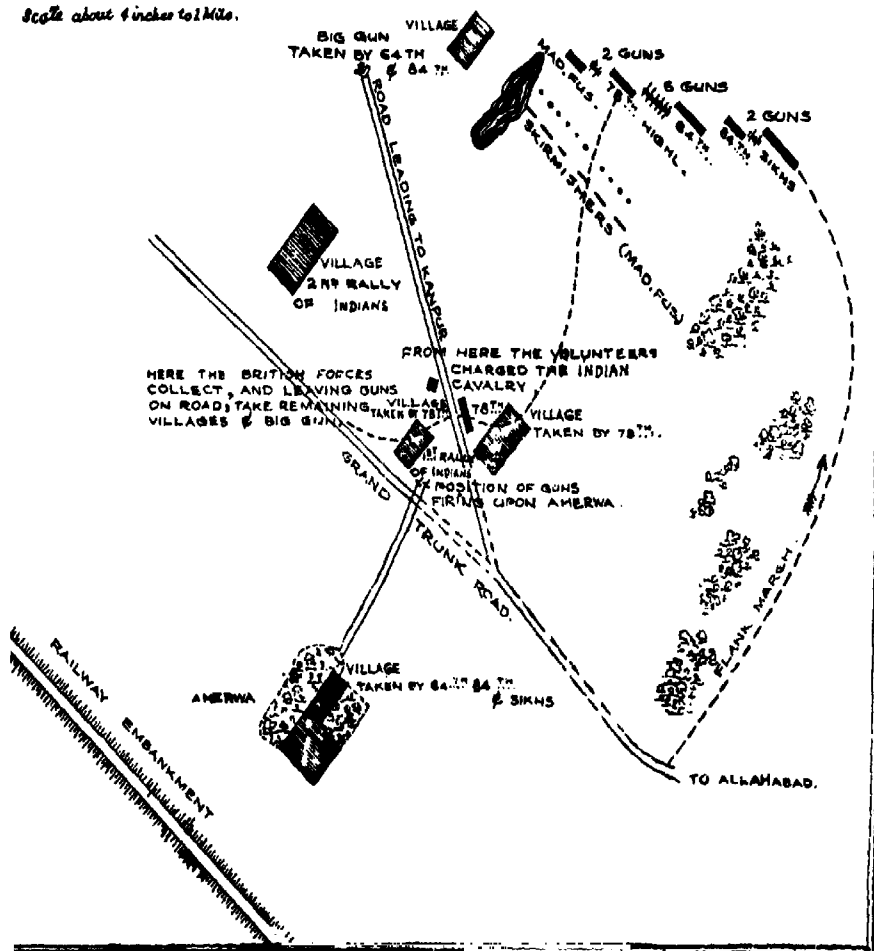 Scale about 4 inches to 1 Mile.
BIG GUN
TAKEN BY 64TH
& 84TH
VILLAGE
MAD. FUS.
2 GUNS
78TH HIGHL.
6 GUNS
64TH
2 GUNS
84TH
SIKHS
SKIRMISHERS (MAD. FUS)
ROAD LEADING TO KANPUR
VILLAGE
2ND RALLY
OF INDIANS
FROM HERE THE VOLUNTEERS
CHARGED THE INDIAN
CAVALRY
HERE THE BRITISH FORCES
COLLECT, AND LEAVING GUNS
ON ROAD, TAKE REMAINING
VILLAGES & BIG GUN.
VILLAGE
TAKEN BY 78TH
78TH
VILLAGE
TAKEN BY 78TH.
1ST RALLY
OF INDIANS
POSITION OF GUNS
FIRING UPON AHERWA.
GRAND TRUNK ROAD.
FLANK MARCH.
RAILWAY EMBANKMENT
AHERWA
VILLAGE
TAKEN BY 64TH 84TH
& SIKHS
TO ALLAHABAD.